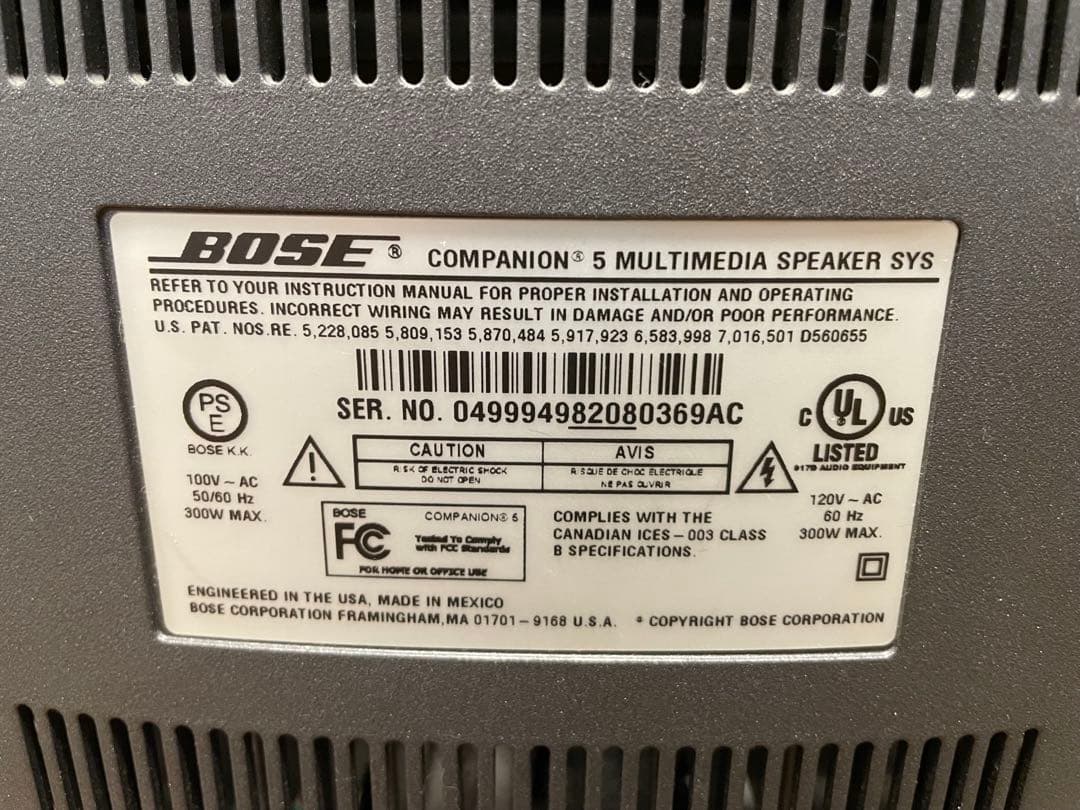 BOSE® COMPANION® 5 MULTIMEDIA SPEAKER SYS
REFER TO YOUR INSTRUCTION MANUAL FOR PROPER INSTALLATION AND OPERATING
PROCEDURES. INCORRECT WIRING MAY RESULT IN DAMAGE AND/OR POOR PERFORMANCE.
U.S. PAT. NOS.RE. 5,228,085 5,809,153 5,870,484 5,917,923 6,583,998 7,016,501 D560655
SER. NO. 049994982080369AC
PS
E
BOSE K.K.
100V ~ AC
50/60 Hz
300W MAX.
CAUTION
RISK OF ELECTRIC SHOCK
DO NOT OPEN
AVIS
RISQUE DE CHOC ELECTRIQUE
NE PAS OUVRIR
C UL® US
LISTED
917D AUDIO EQUIPMENT
120V ~ AC
60 Hz
300W MAX.
BOSE COMPANION® 5
FC Tested To Comply
with FCC Standards
FOR HOME OR OFFICE USE
COMPLIES WITH THE
CANADIAN ICES – 003 CLASS
B SPECIFICATIONS.
ENGINEERED IN THE USA, MADE IN MEXICO
BOSE CORPORATION FRAMINGHAM,MA 01701 – 9168 U.S.A. © COPYRIGHT BOSE CORPORATION